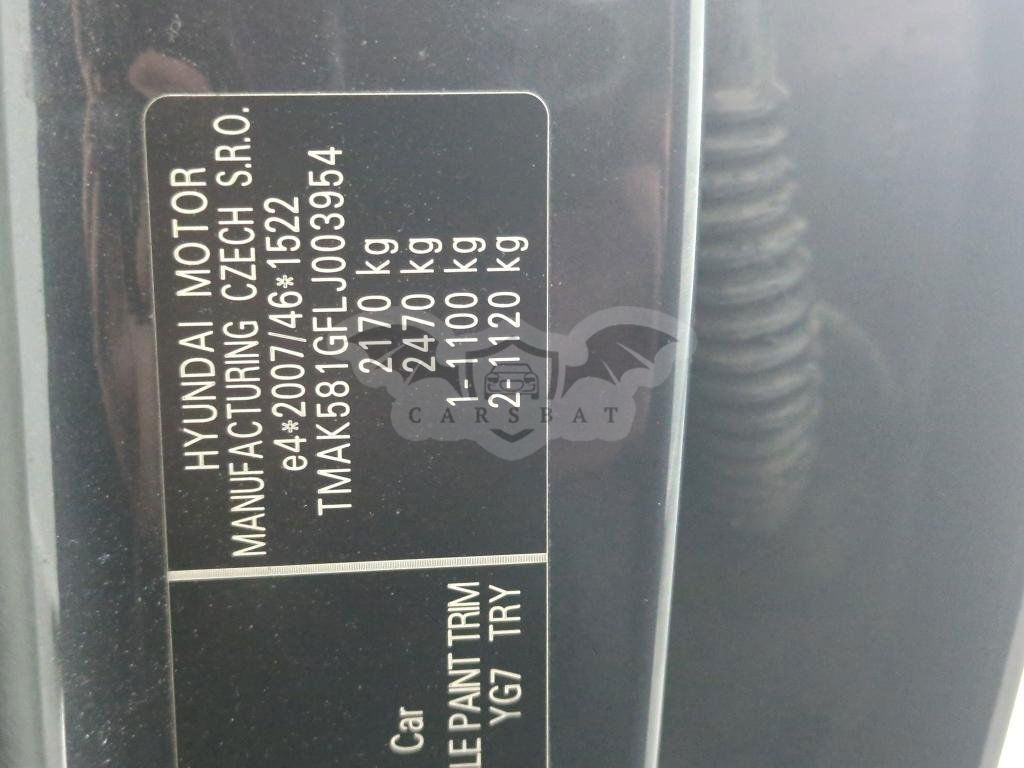 HYUNDAI MOTOR
MANUFACTURING CZECH S.R.O.
e4*2007/46*1522
TMAK581GFLJ003954
2170 kg
2470 kg
1-1100 kg
2-1120 kg
Car
LE PAINT TRIM
YG7 TRY
CARSBAT